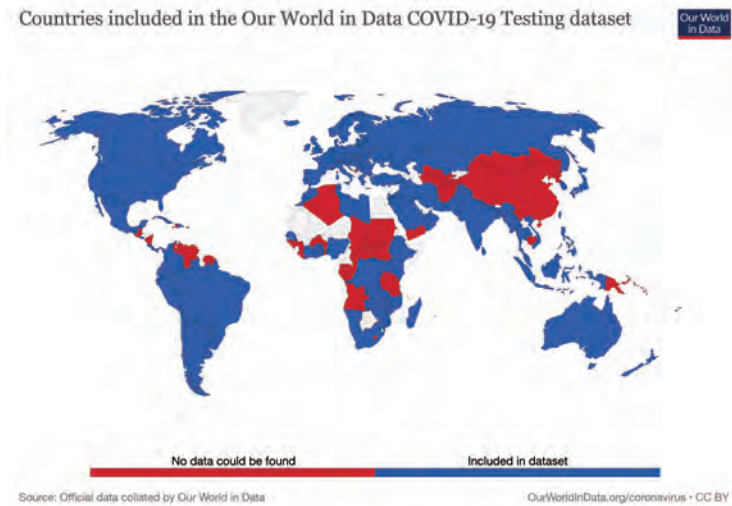 Countries included in the Our World in Data COVID-19 Testing dataset
Our World
in Data
No data could be found
Included in dataset
Source: Official data collated by Our World in Data
OurWorldInData.org/coronavirus • CC BY